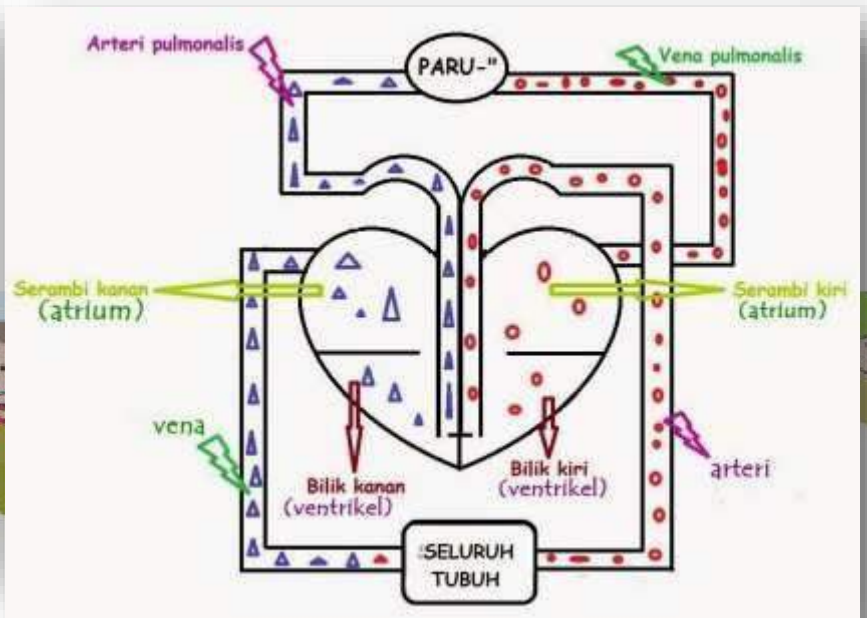 Arteri pulmonalis
PARU-"
Vena pulmonalis
Serambi kanan
(atrium)
Serambi kiri
(atrium)
vena
Bilik kanan
(ventrikel)
Bilik kiri
(ventrikel)
arteri
SELURUH
TUBUH